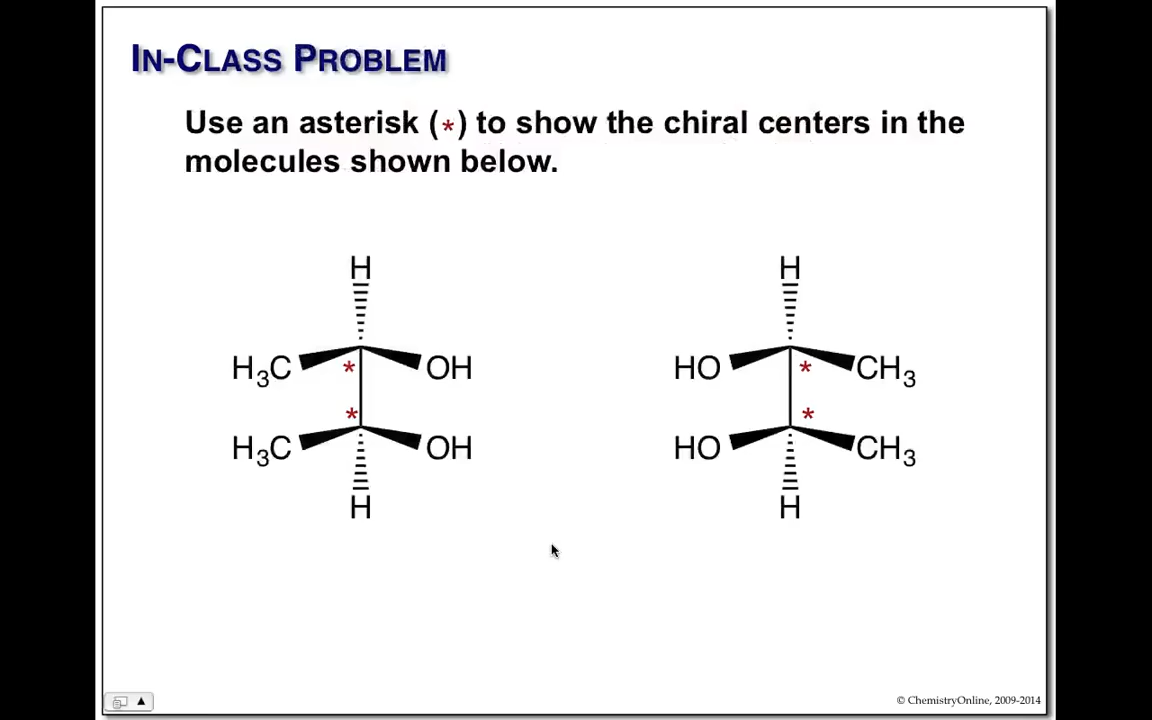 IN-CLASS PROBLEM
Use an asterisk (*) to show the chiral centers in the
molecules shown below.
H H
H₃C OH HO CH₃
* *
* *
H₃C OH HO CH₃
H H
© ChemistryOnline, 2009-2014